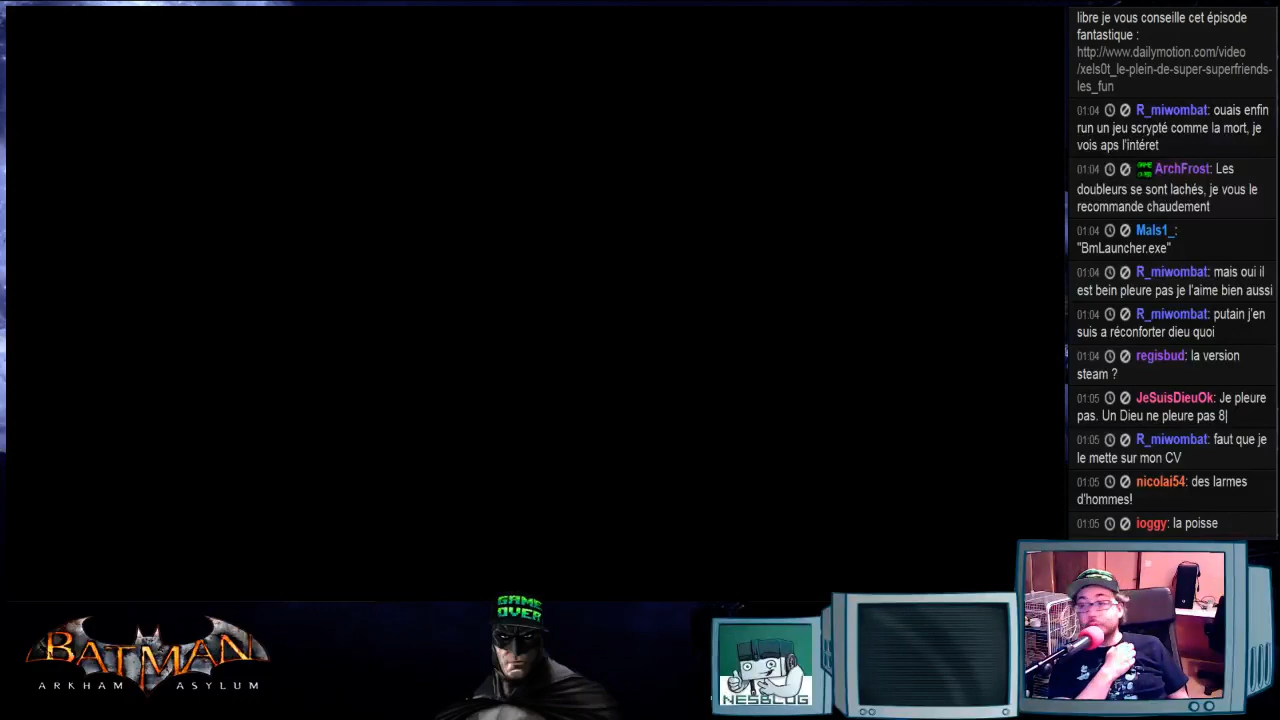 libre je vous conseille cet épisode
fantastique :
http://www.dailymotion.com/video
/xels0t_le-plein-de-super-superfriends-
les_fun
01:04 R_miwombat: ouais enfin
run un jeu scrypté comme la mort, je
vois aps l'intéret
01:04 GAME OVER ArchFrost: Les
doubleurs se sont lachés, je vous le
recommande chaudement
01:04 Mals1_:
"BmLauncher.exe"
01:04 R_miwombat: mais oui il
est bein pleure pas je l'aime bien aussi
01:04 R_miwombat: putain j'en
suis a réconforter dieu quoi
01:04 regisbud: la version
steam ?
01:05 JeSuisDieuOk: Je pleure
pas. Un Dieu ne pleure pas 8|
01:05 R_miwombat: faut que je
le mette sur mon CV
01:05 nicolai54: des larmes
d'hommes!
01:05 ioggy: la poisse
BATMAN
ARKHAM ASYLUM
GAME
OVER
NESBLOG